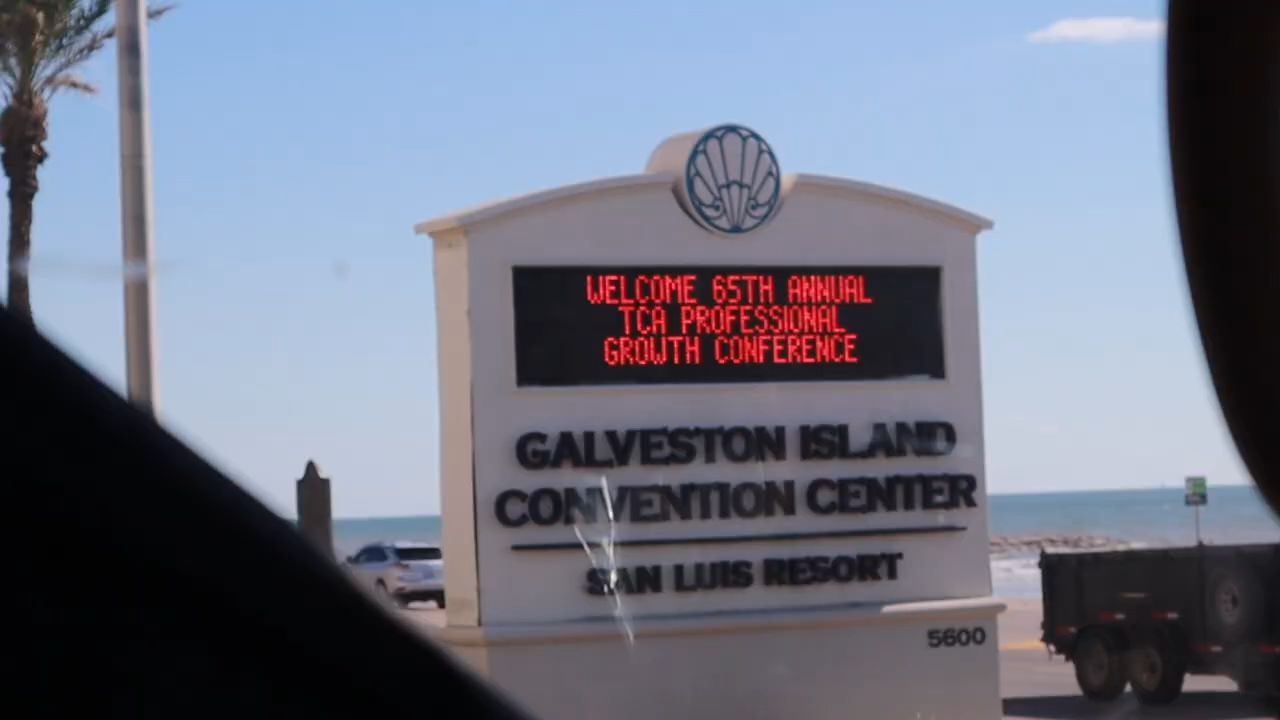 WELCOME 65TH ANNUAL
TCA PROFESSIONAL
GROWTH CONFERENCE
GALVESTON ISLAND
CONVENTION CENTER
SAN LUIS RESORT
5600